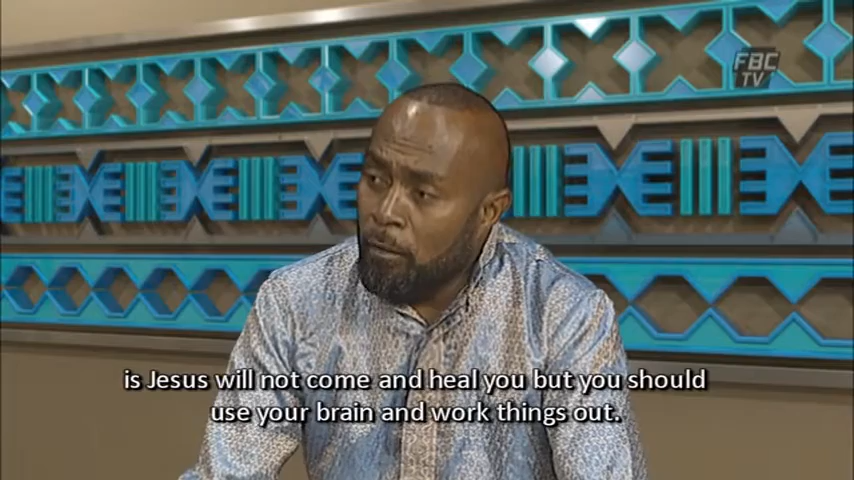 FBC
TV
is Jesus will not come and heal you but you should
use your brain and work things out.